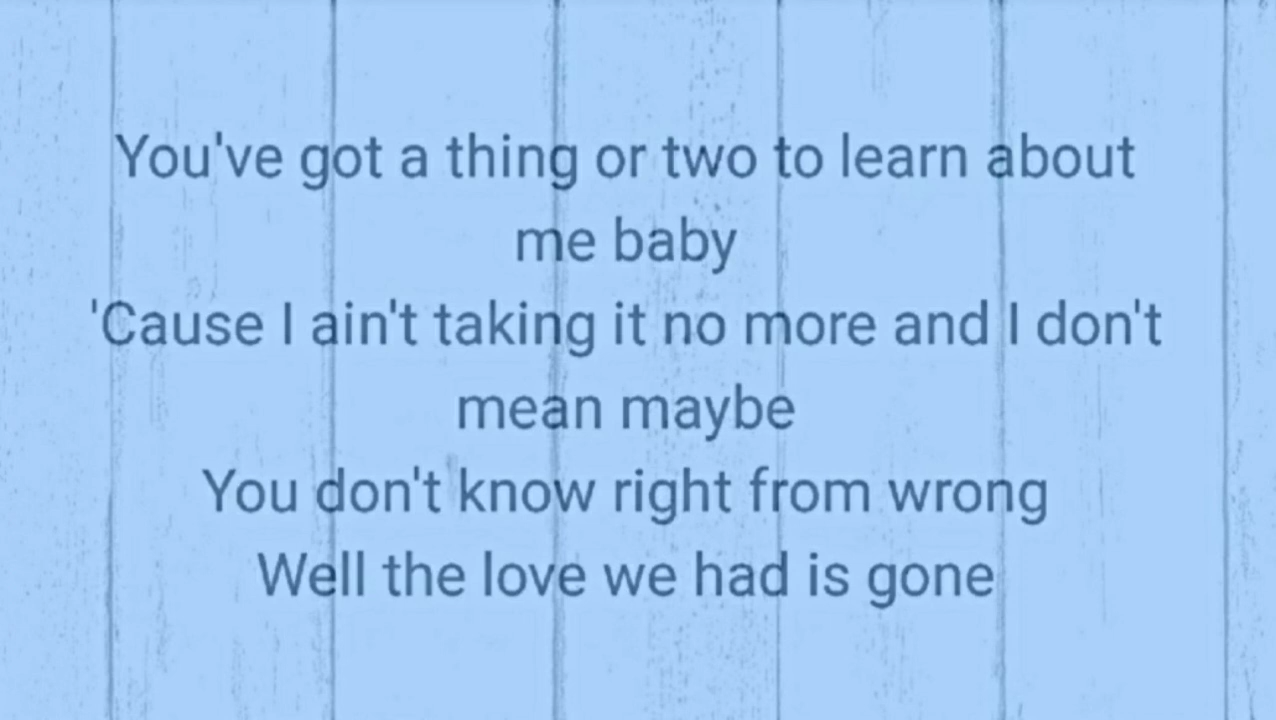 You've got a thing or two to learn about
me baby
'Cause I ain't taking it no more and I don't
mean maybe
You don't know right from wrong
Well the love we had is gone